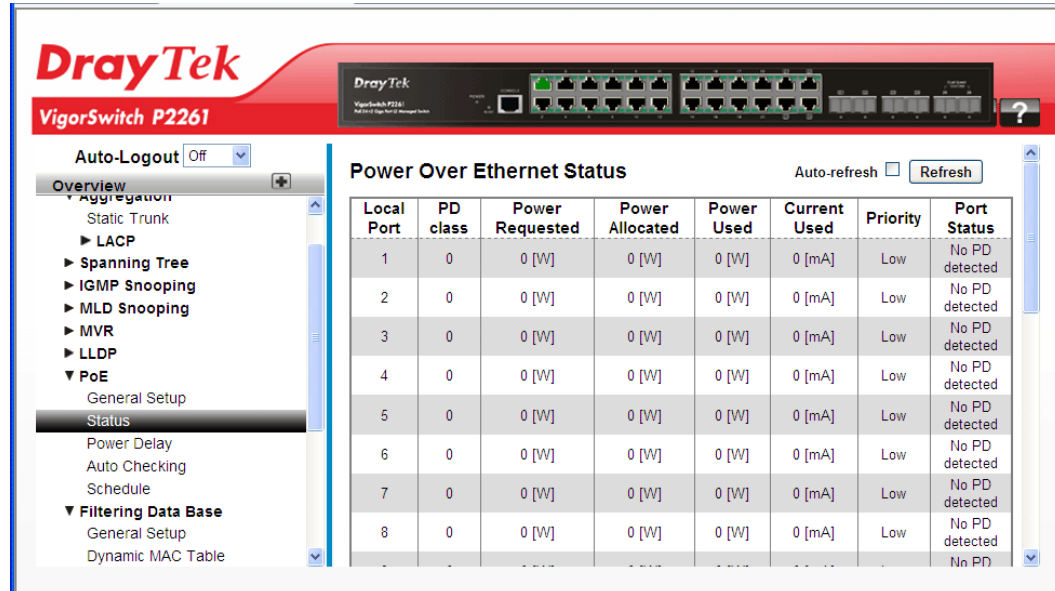 DrayTek
VigorSwitch P2261
DrayTek
VigorSwitch P2261
POWER
CONSOLE
?
Auto-Logout Off
Overview
Aggregation
Static Trunk
LACP
Spanning Tree
IGMP Snooping
MLD Snooping
MVR
LLDP
PoE
General Setup
Status
Power Delay
Auto Checking
Schedule
Filtering Data Base
General Setup
Dynamic MAC Table
Power Over Ethernet Status
Auto-refresh Refresh
Local Port PD class Power Requested Power Allocated Power Used Current Used Priority Port Status
1 0 0 [W] 0 [W] 0 [W] 0 [mA] Low No PD detected
2 0 0 [W] 0 [W] 0 [W] 0 [mA] Low No PD detected
3 0 0 [W] 0 [W] 0 [W] 0 [mA] Low No PD detected
4 0 0 [W] 0 [W] 0 [W] 0 [mA] Low No PD detected
5 0 0 [W] 0 [W] 0 [W] 0 [mA] Low No PD detected
6 0 0 [W] 0 [W] 0 [W] 0 [mA] Low No PD detected
7 0 0 [W] 0 [W] 0 [W] 0 [mA] Low No PD detected
8 0 0 [W] 0 [W] 0 [W] 0 [mA] Low No PD detected
No PD